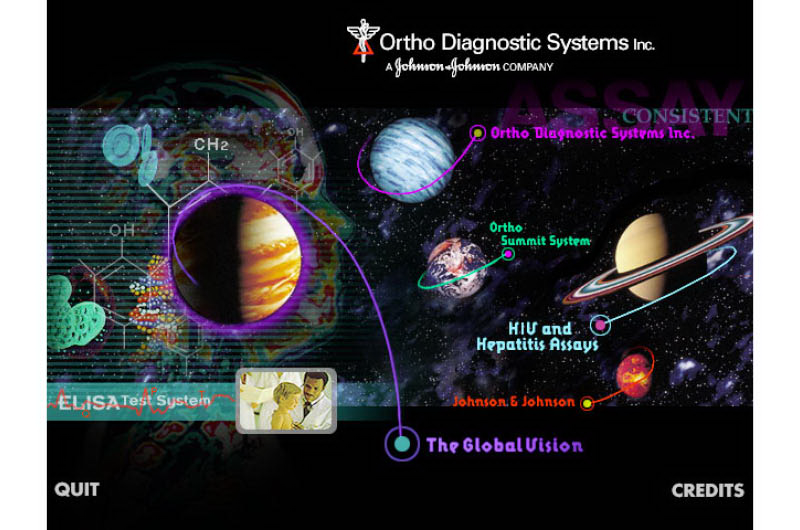 Ortho Diagnostic Systems Inc.
A Johnson & Johnson COMPANY
ASSAY
CONSISTENT
Ortho Diagnostic Systems Inc.
CH2
OH
OH
Ortho
Summit System
HIV and
Hepatitis Assays
Johnson & Johnson
ELISA Test System
The Global Vision
QUIT
CREDITS